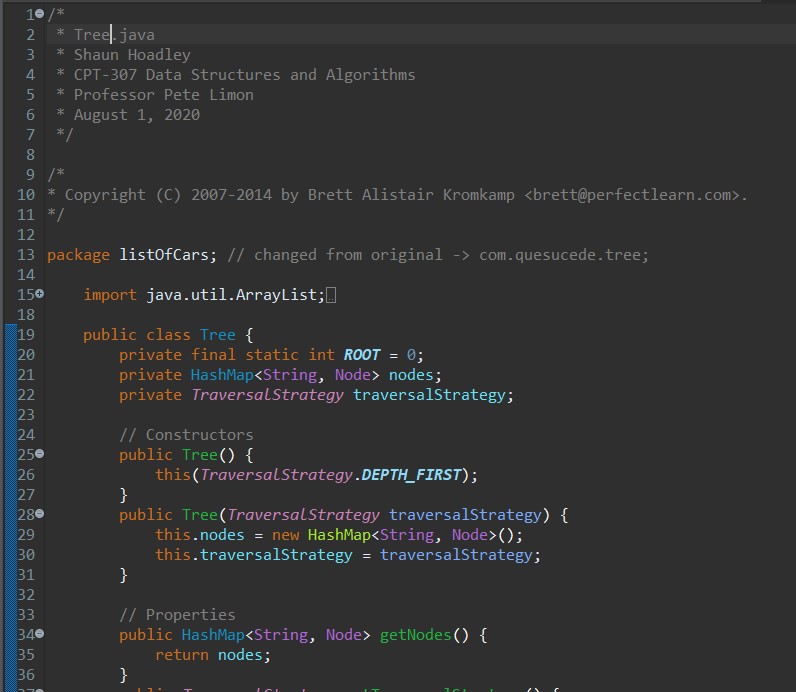 1 /*
2 * Tree.java
3 * Shaun Hoadley
4 * CPT-307 Data Structures and Algorithms
5 * Professor Pete Limon
6 * August 1, 2020
7 */
8
9 /*
10 * Copyright (C) 2007-2014 by Brett Alistair Kromkamp <brett@perfectlearn.com>.
11 */
12
13 package listOfCars; // changed from original -> com.quesucede.tree;
14
15 import java.util.ArrayList;
18
19 public class Tree {
20 private final static int ROOT = 0;
21 private HashMap<String, Node> nodes;
22 private TraversalStrategy traversalStrategy;
23
24 // Constructors
25 public Tree() {
26 this(TraversalStrategy.DEPTH_FIRST);
27 }
28 public Tree(TraversalStrategy traversalStrategy) {
29 this.nodes = new HashMap<String, Node>();
30 this.traversalStrategy = traversalStrategy;
31 }
32
33 // Properties
34 public HashMap<String, Node> getNodes() {
35 return nodes;
36 }